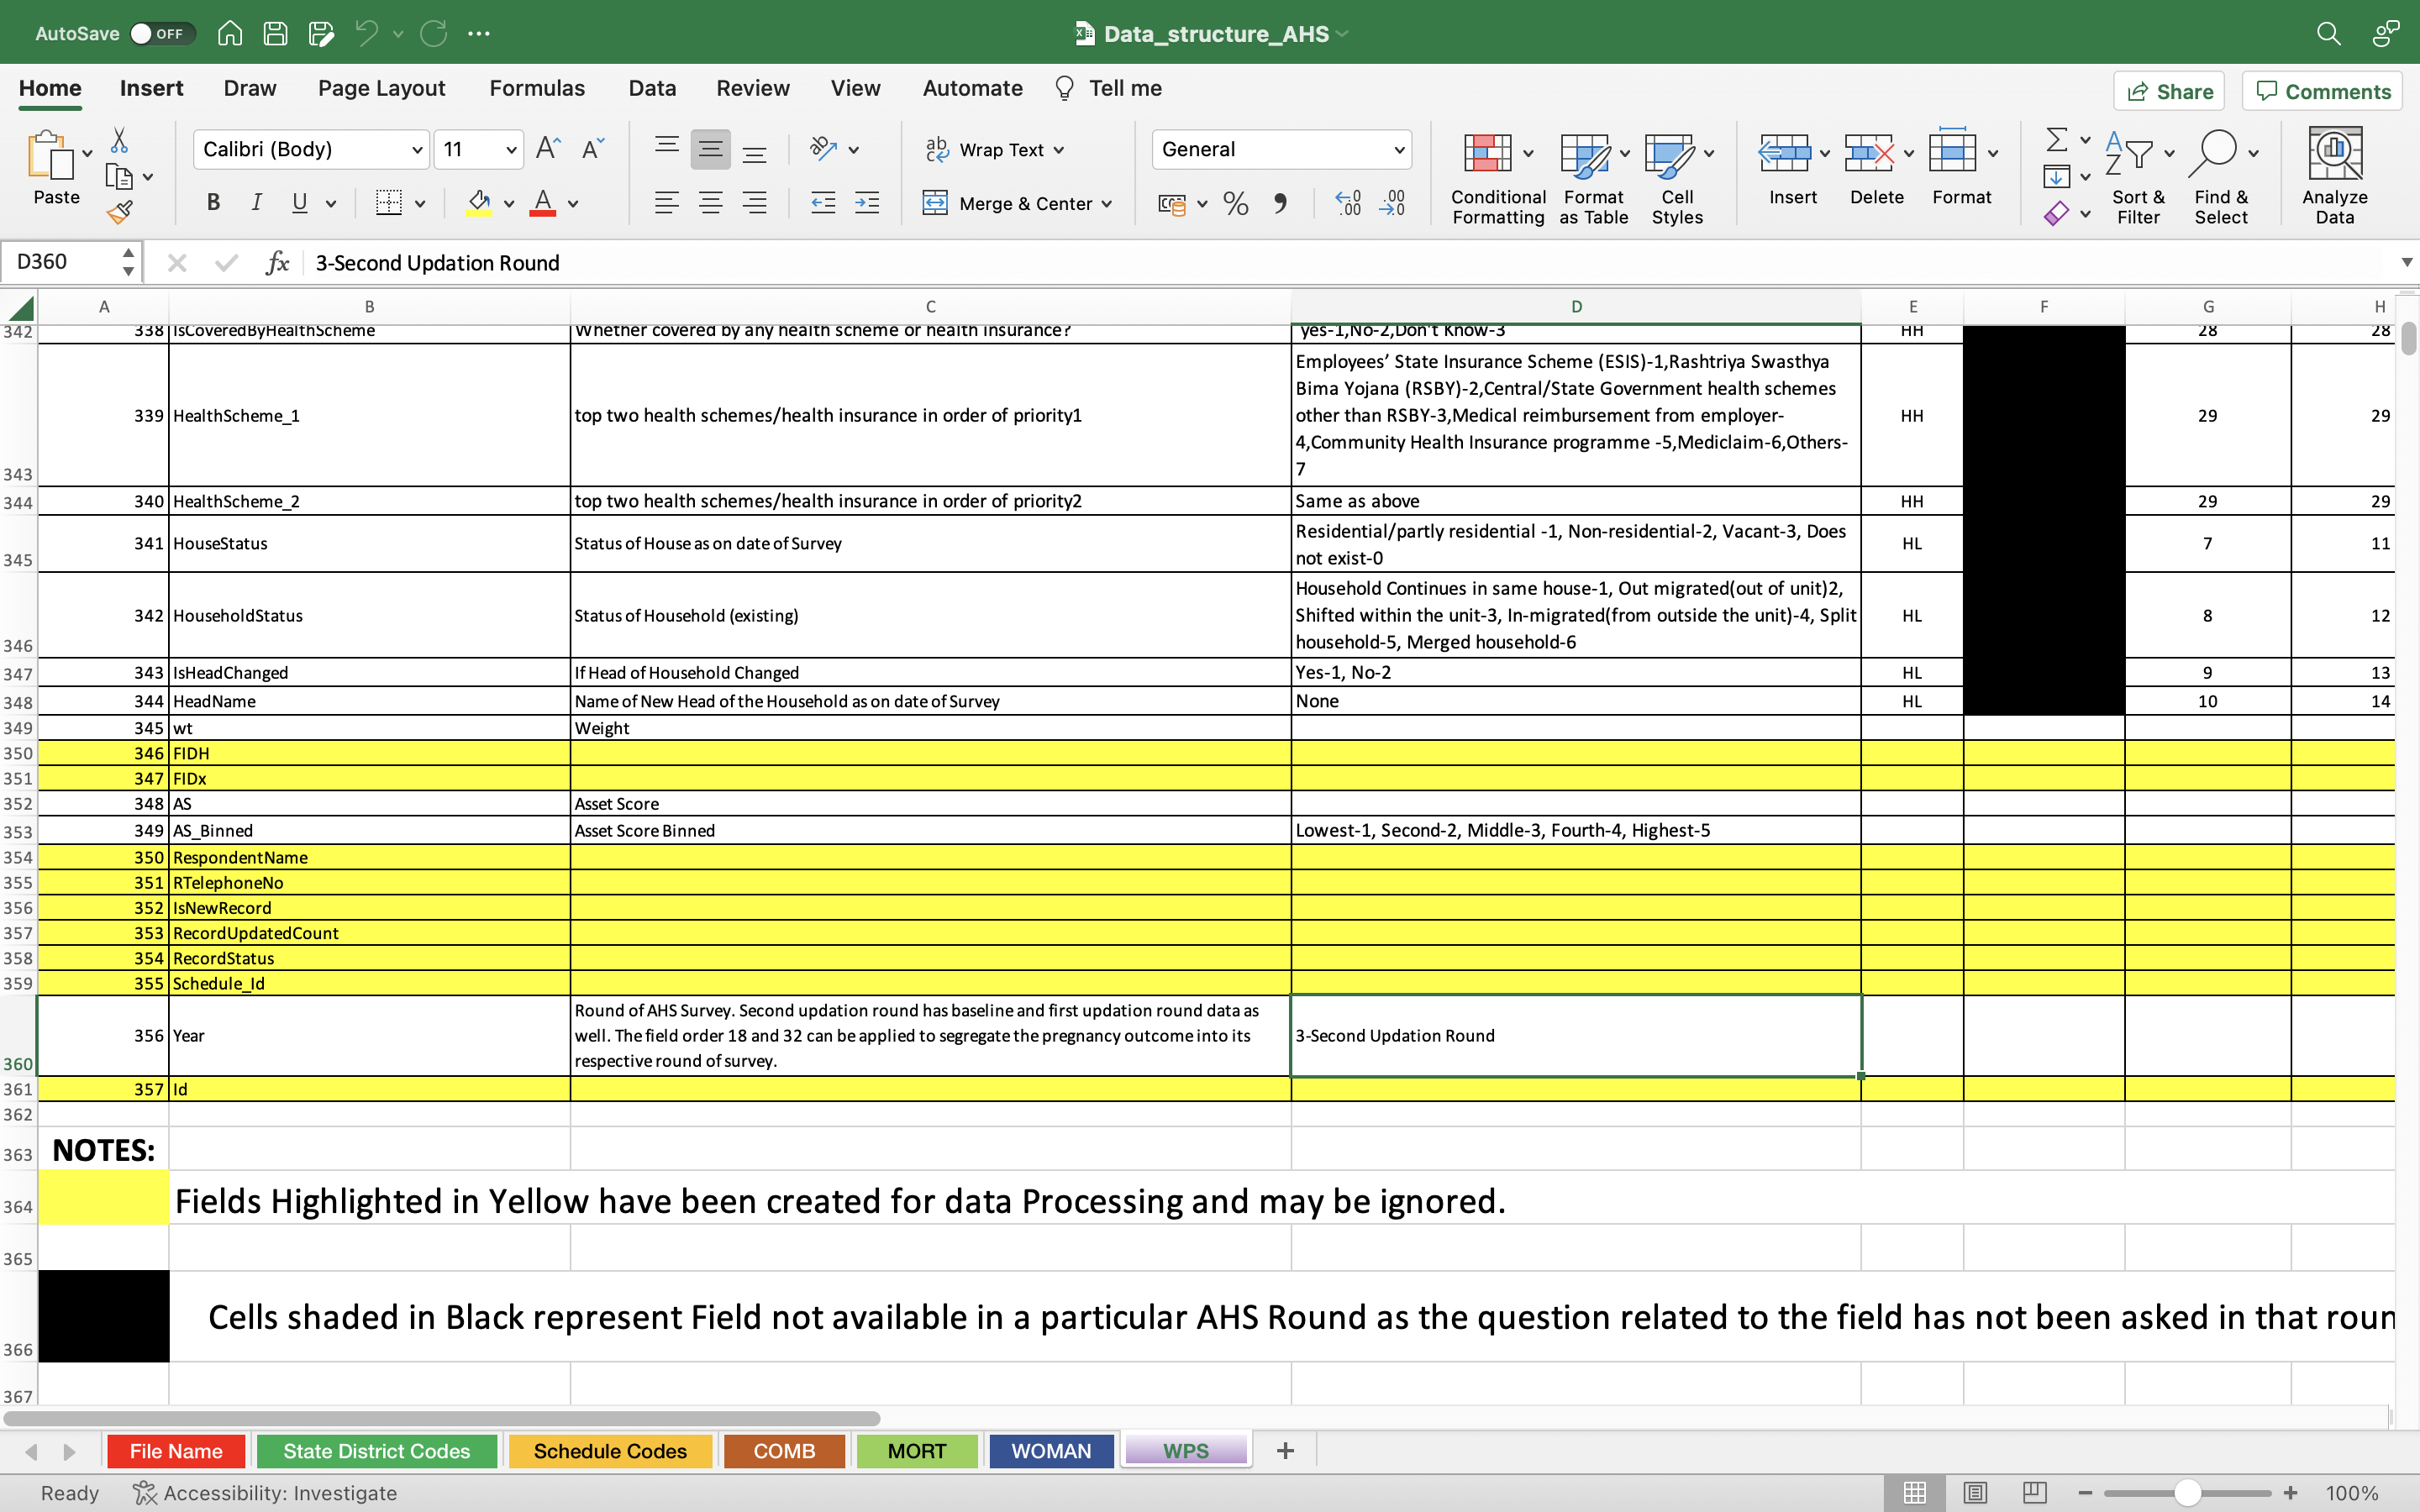 AutoSave OFF Data_structure_AHS
Home Insert Draw Page Layout Formulas Data Review View Automate Tell me Share Comments
Paste Calibri (Body) 11 Wrap Text General
Merge & Center
Conditional Formatting Format as Table Cell Styles Insert Delete Format Sort & Filter Find & Select Analyze Data
D360 fx 3-Second Updation Round
A B C D E F G H
342 338 IsCoveredByHealthScheme Whether covered by any health scheme or health insurance? yes-1,No-2,Don't Know-3 HH 28 28
Employees’ State Insurance Scheme (ESIS)-1,Rashtriya Swasthya
Bima Yojana (RSBY)-2,Central/State Government health schemes
343 339 HealthScheme_1 top two health schemes/health insurance in order of priority1 other than RSBY-3,Medical reimbursement from employer- HH 29 29
4,Community Health Insurance programme -5,Mediclaim-6,Others-
7
344 340 HealthScheme_2 top two health schemes/health insurance in order of priority2 Same as above HH 29 29
345 341 HouseStatus Status of House as on date of Survey Residential/partly residential -1, Non-residential-2, Vacant-3, Does HL 7 11
not exist-0
Household Continues in same house-1, Out migrated(out of unit)2,
346 342 HouseholdStatus Status of Household (existing) Shifted within the unit-3, In-migrated(from outside the unit)-4, Split HL 8 12
household-5, Merged household-6
347 343 IsHeadChanged If Head of Household Changed Yes-1, No-2 HL 9 13
348 344 HeadName Name of New Head of the Household as on date of Survey None HL 10 14
349 345 wt Weight
350 346 FIDH
351 347 FIDx
352 348 AS Asset Score
353 349 AS_Binned Asset Score Binned Lowest-1, Second-2, Middle-3, Fourth-4, Highest-5
354 350 RespondentName
355 351 RTelephoneNo
356 352 IsNewRecord
357 353 RecordUpdatedCount
358 354 RecordStatus
359 355 Schedule_Id
Round of AHS Survey. Second updation round has baseline and first updation round data as
360 356 Year well. The field order 18 and 32 can be applied to segregate the pregnancy outcome into its 3-Second Updation Round
respective round of survey.
361 357 Id
362
363 NOTES:
364 Fields Highlighted in Yellow have been created for data Processing and may be ignored.
365
366 Cells shaded in Black represent Field not available in a particular AHS Round as the question related to the field has not been asked in that roun
367
File Name State District Codes Schedule Codes COMB MORT WOMAN WPS +
Ready Accessibility: Investigate 100%